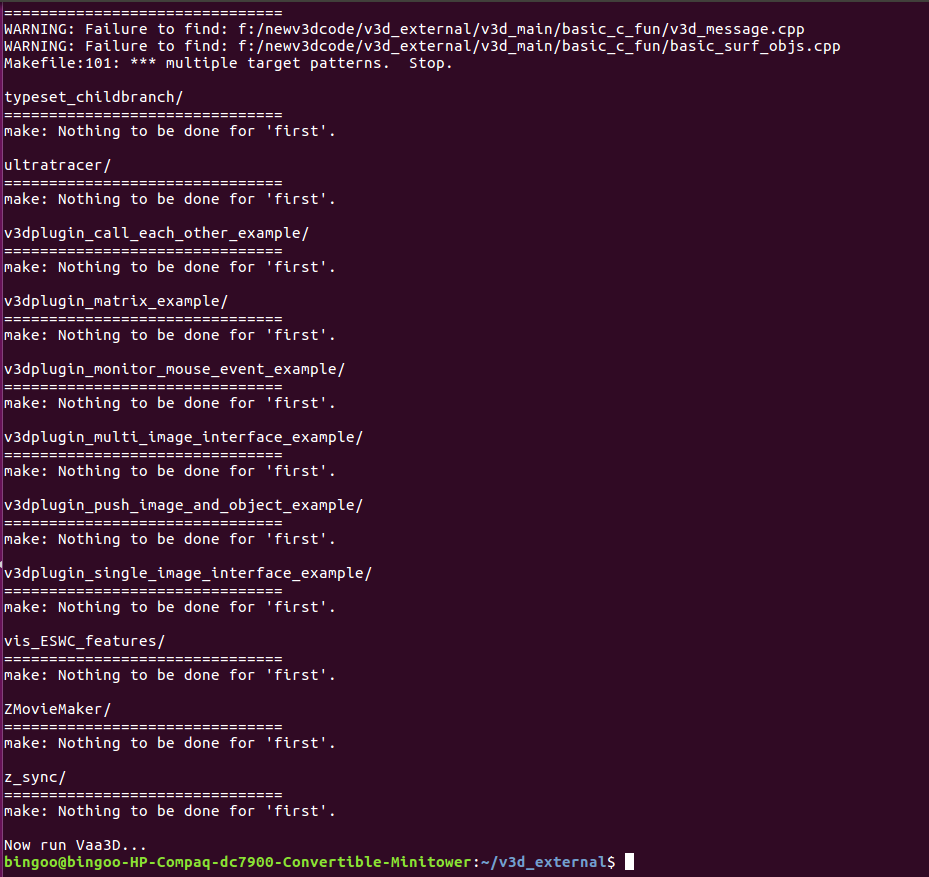 ===============================
WARNING: Failure to find: f:/newv3dcode/v3d_external/v3d_main/basic_c_fun/v3d_message.cpp
WARNING: Failure to find: f:/newv3dcode/v3d_external/v3d_main/basic_c_fun/basic_surf_objs.cpp
Makefile:101: *** multiple target patterns.  Stop.
typeset_childbranch/
===============================
make: Nothing to be done for 'first'.
ultratracer/
===============================
make: Nothing to be done for 'first'.
v3dplugin_call_each_other_example/
===============================
make: Nothing to be done for 'first'.
v3dplugin_matrix_example/
===============================
make: Nothing to be done for 'first'.
v3dplugin_monitor_mouse_event_example/
===============================
make: Nothing to be done for 'first'.
v3dplugin_multi_image_interface_example/
===============================
make: Nothing to be done for 'first'.
v3dplugin_push_image_and_object_example/
===============================
make: Nothing to be done for 'first'.
v3dplugin_single_image_interface_example/
===============================
make: Nothing to be done for 'first'.
vis_ESWC_features/
===============================
make: Nothing to be done for 'first'.
ZMovieMaker/
===============================
make: Nothing to be done for 'first'.
z_sync/
===============================
make: Nothing to be done for 'first'.
Now run Vaa3D...
bingoo@bingoo-HP-Compaq-dc7900-Convertible-Minitower:~/v3d_external$